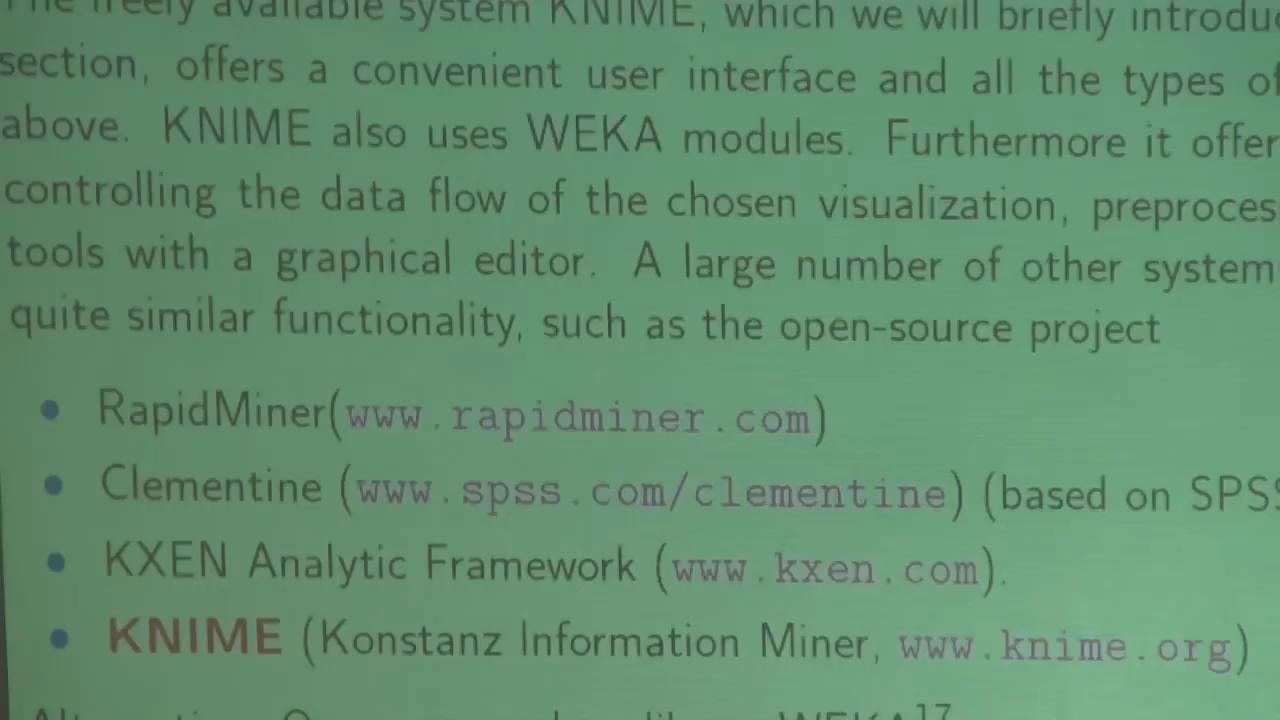 The freely available system KNIME, which we will briefly introdu
section, offers a convenient user interface and all the types of
above. KNIME also uses WEKA modules. Furthermore it offer
controlling the data flow of the chosen visualization, preproces
tools with a graphical editor. A large number of other system
quite similar functionality, such as the open-source project
• RapidMiner(www.rapidminer.com)
• Clementine (www.spss.com/clementine) (based on SPSS
• KXEN Analytic Framework (www.kxen.com).
• KNIME (Konstanz Information Miner, www.knime.org)
WEKA17